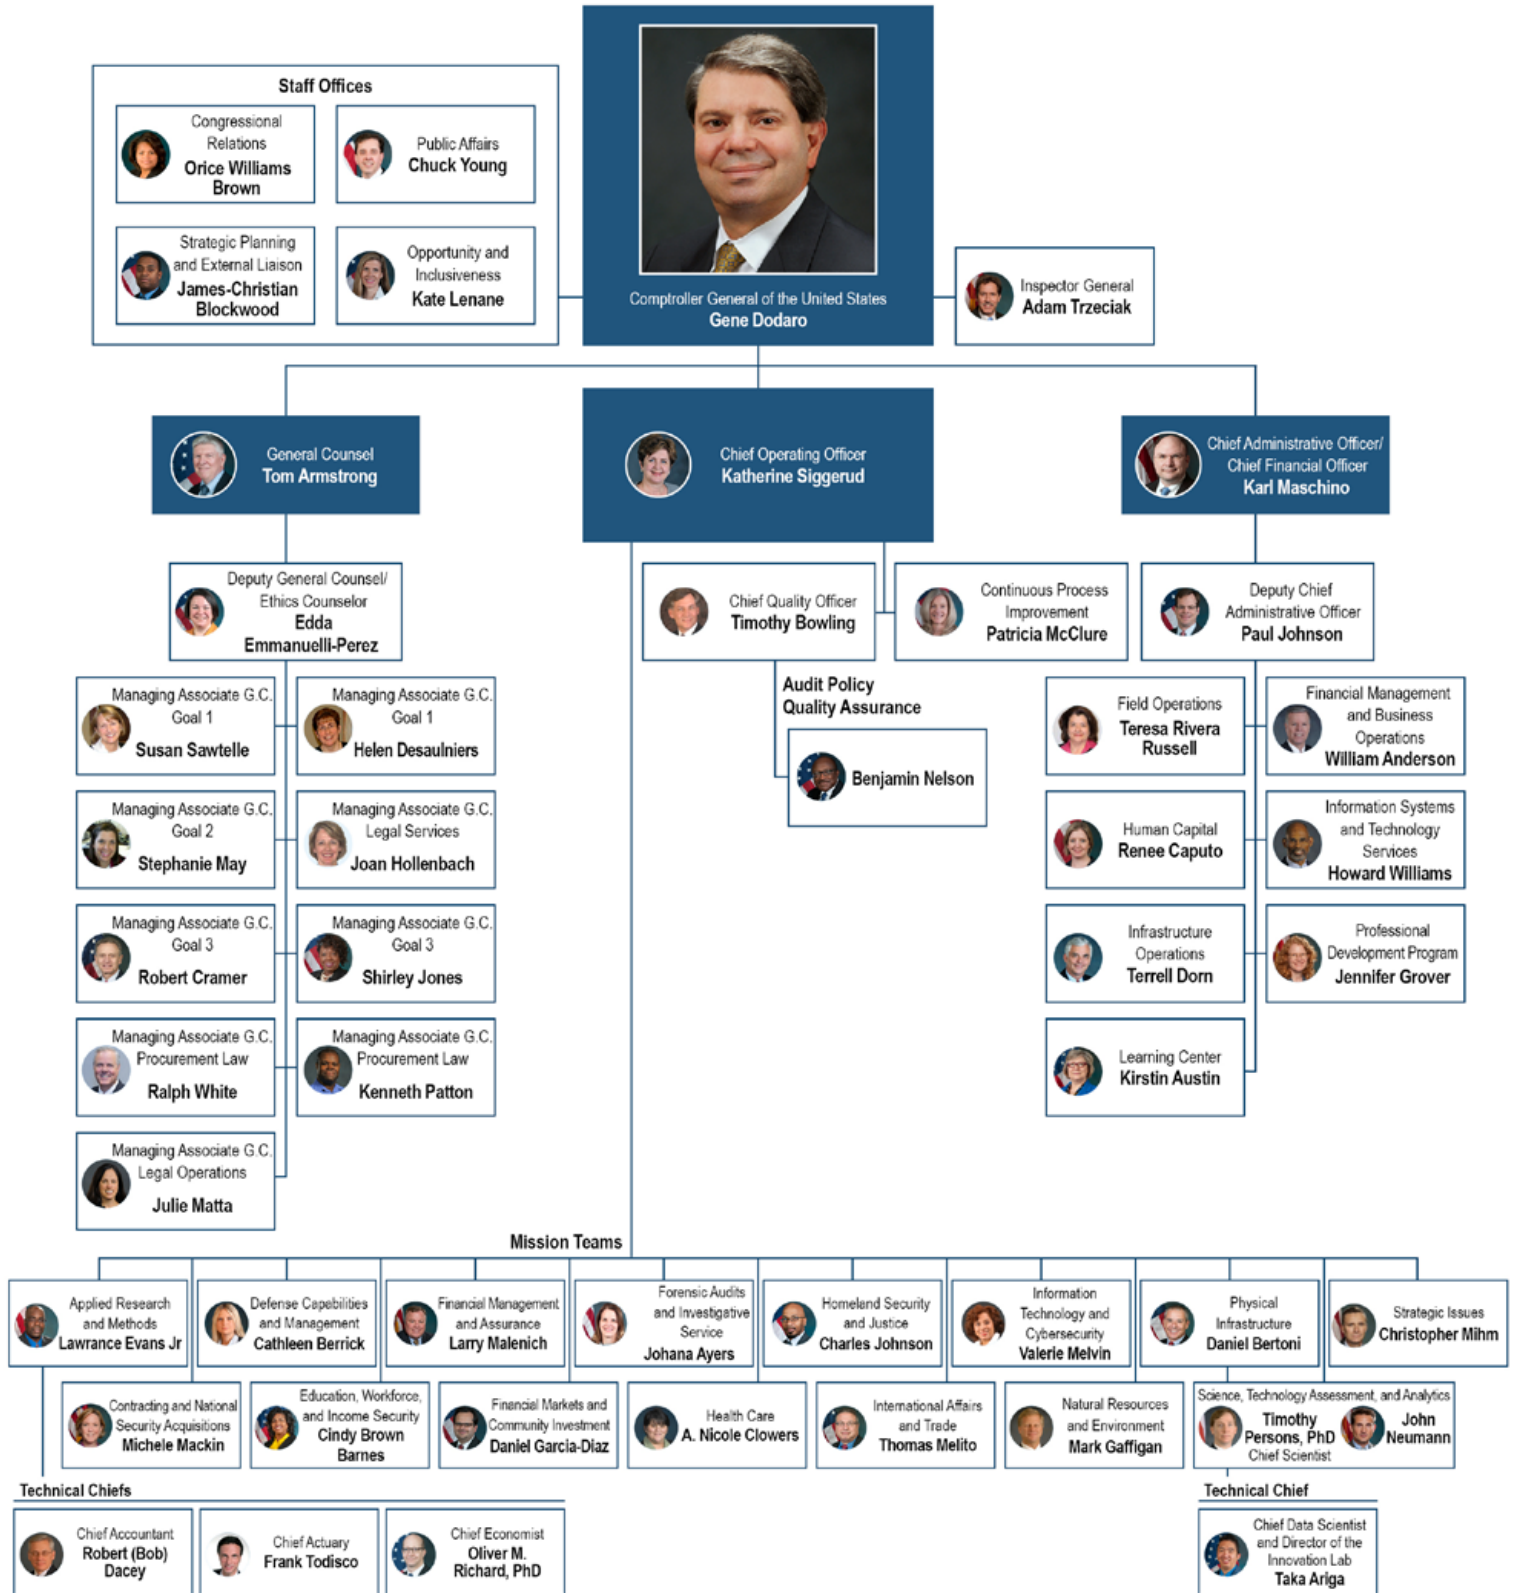 Staff Offices
Congressional
Relations
Orice Williams
Brown
Public Affairs
Chuck Young
Strategic Planning
and External Liaison
James-Christian
Blockwood
Opportunity and
Inclusiveness
Kate Lenane
Comptroller General of the United States
Gene Dodaro
Inspector General
Adam Trzeciak
General Counsel
Tom Armstrong
Chief Operating Officer
Katherine Siggerud
Chief Administrative Officer/
Chief Financial Officer
Karl Maschino
Deputy General Counsel/
Ethics Counselor
Edda
Emmanuelli-Perez
Chief Quality Officer
Timothy Bowling
Continuous Process
Improvement
Patricia McClure
Deputy Chief
Administrative Officer
Paul Johnson
Managing Associate G.C.
Goal 1
Susan Sawtelle
Managing Associate G.C.
Goal 1
Helen Desaulniers
Managing Associate G.C.
Goal 2
Stephanie May
Managing Associate G.C.
Legal Services
Joan Hollenbach
Managing Associate G.C.
Goal 3
Robert Cramer
Managing Associate G.C.
Goal 3
Shirley Jones
Managing Associate G.C.
Procurement Law
Ralph White
Managing Associate G.C.
Procurement Law
Kenneth Patton
Managing Associate G.C.
Legal Operations
Julie Matta
Audit Policy
Quality Assurance
Benjamin Nelson
Field Operations
Teresa Rivera
Russell
Financial Management
and Business
Operations
William Anderson
Human Capital
Renee Caputo
Information Systems
and Technology
Services
Howard Williams
Infrastructure
Operations
Terrell Dorn
Professional
Development Program
Jennifer Grover
Learning Center
Kirstin Austin
Mission Teams
Applied Research
and Methods
Lawrance Evans Jr
Defense Capabilities
and Management
Cathleen Berrick
Financial Management
and Assurance
Larry Malenich
Forensic Audits
and Investigative
Service
Johana Ayers
Homeland Security
and Justice
Charles Johnson
Information
Technology and
Cybersecurity
Valerie Melvin
Physical
Infrastructure
Daniel Bertoni
Strategic Issues
Christopher Mihm
Contracting and National
Security Acquisitions
Michele Mackin
Education, Workforce,
and Income Security
Cindy Brown
Barnes
Financial Markets and
Community Investment
Daniel Garcia-Diaz
Health Care
A. Nicole Clowers
International Affairs
and Trade
Thomas Melito
Natural Resources
and Environment
Mark Gaffigan
Science, Technology Assessment, and Analytics
Timothy
Persons, PhD
Chief Scientist
John
Neumann
Technical Chiefs
Chief Accountant
Robert (Bob)
Dacey
Chief Actuary
Frank Todisco
Chief Economist
Oliver M.
Richard, PhD
Technical Chief
Chief Data Scientist
and Director of the
Innovation Lab
Taka Ariga